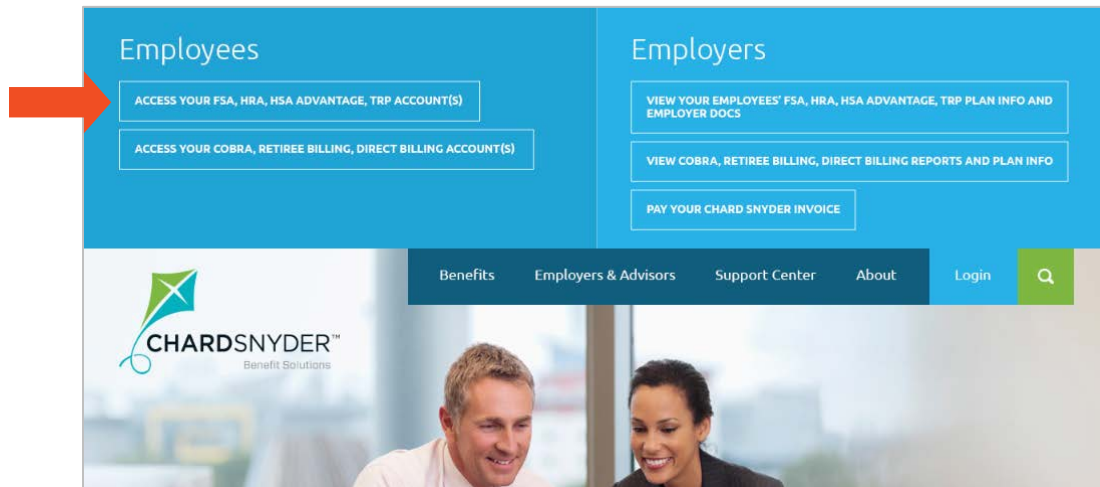 Employees
ACCESS YOUR FSA, HRA, HSA ADVANTAGE, TRP ACCOUNT(S)
ACCESS YOUR COBRA, RETIREE BILLING, DIRECT BILLING ACCOUNT(S)
Employers
VIEW YOUR EMPLOYEES' FSA, HRA, HSA ADVANTAGE, TRP PLAN INFO AND
EMPLOYER DOCS
VIEW COBRA, RETIREE BILLING, DIRECT BILLING REPORTS AND PLAN INFO
PAY YOUR CHARD SNYDER INVOICE
Benefits Employers & Advisors Support Center About Login
CHARDSNYDER™
Benefit Solutions